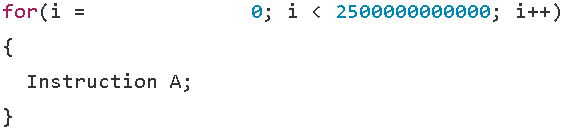 for(i =             0; i < 2500000000000; i++)
{
  Instruction A;
}